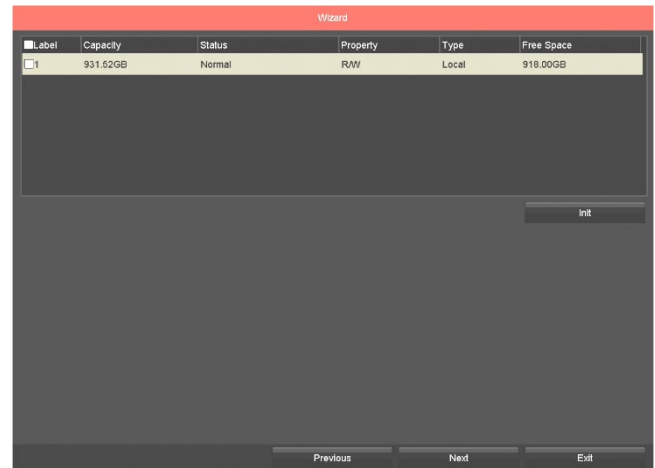 Wizard
Label Capacity Status Property Type Free Space
1 931.52GB Normal R/W Local 918.00GB
Init
Previous Next Exit